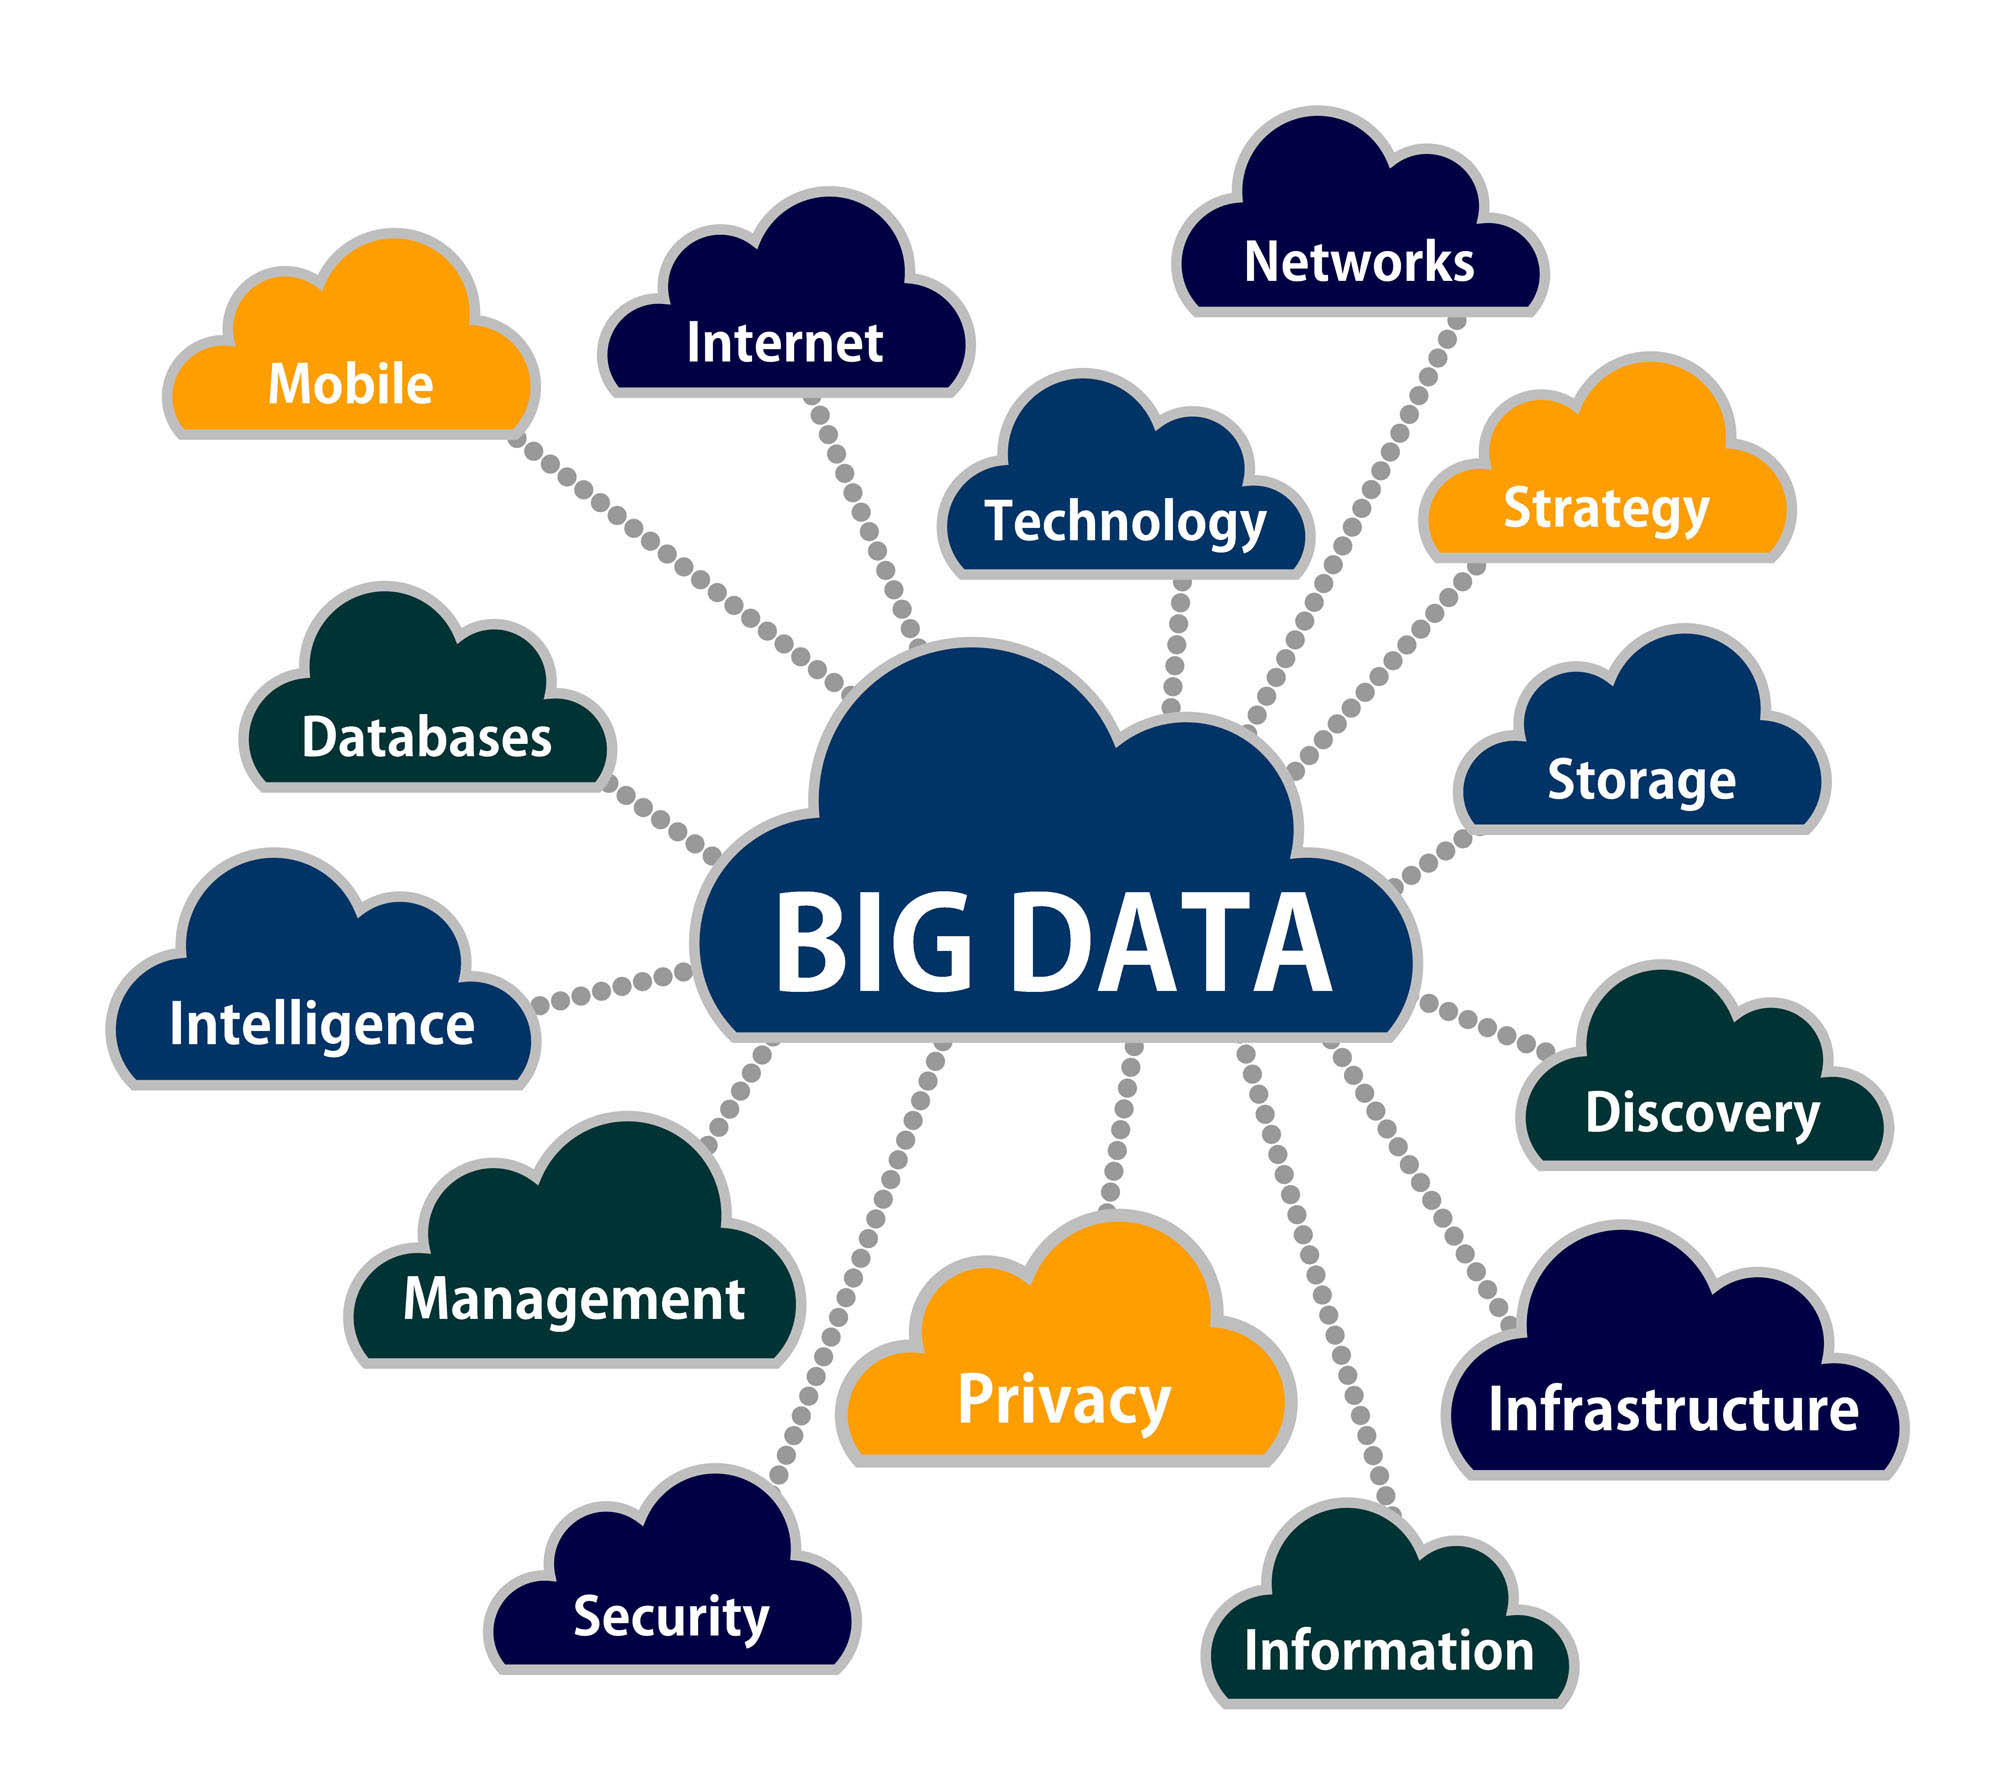 Networks
Internet
Mobile
Technology
Strategy
Databases
Storage
BIG DATA
Intelligence
Discovery
Management
Privacy
Infrastructure
Security
Information